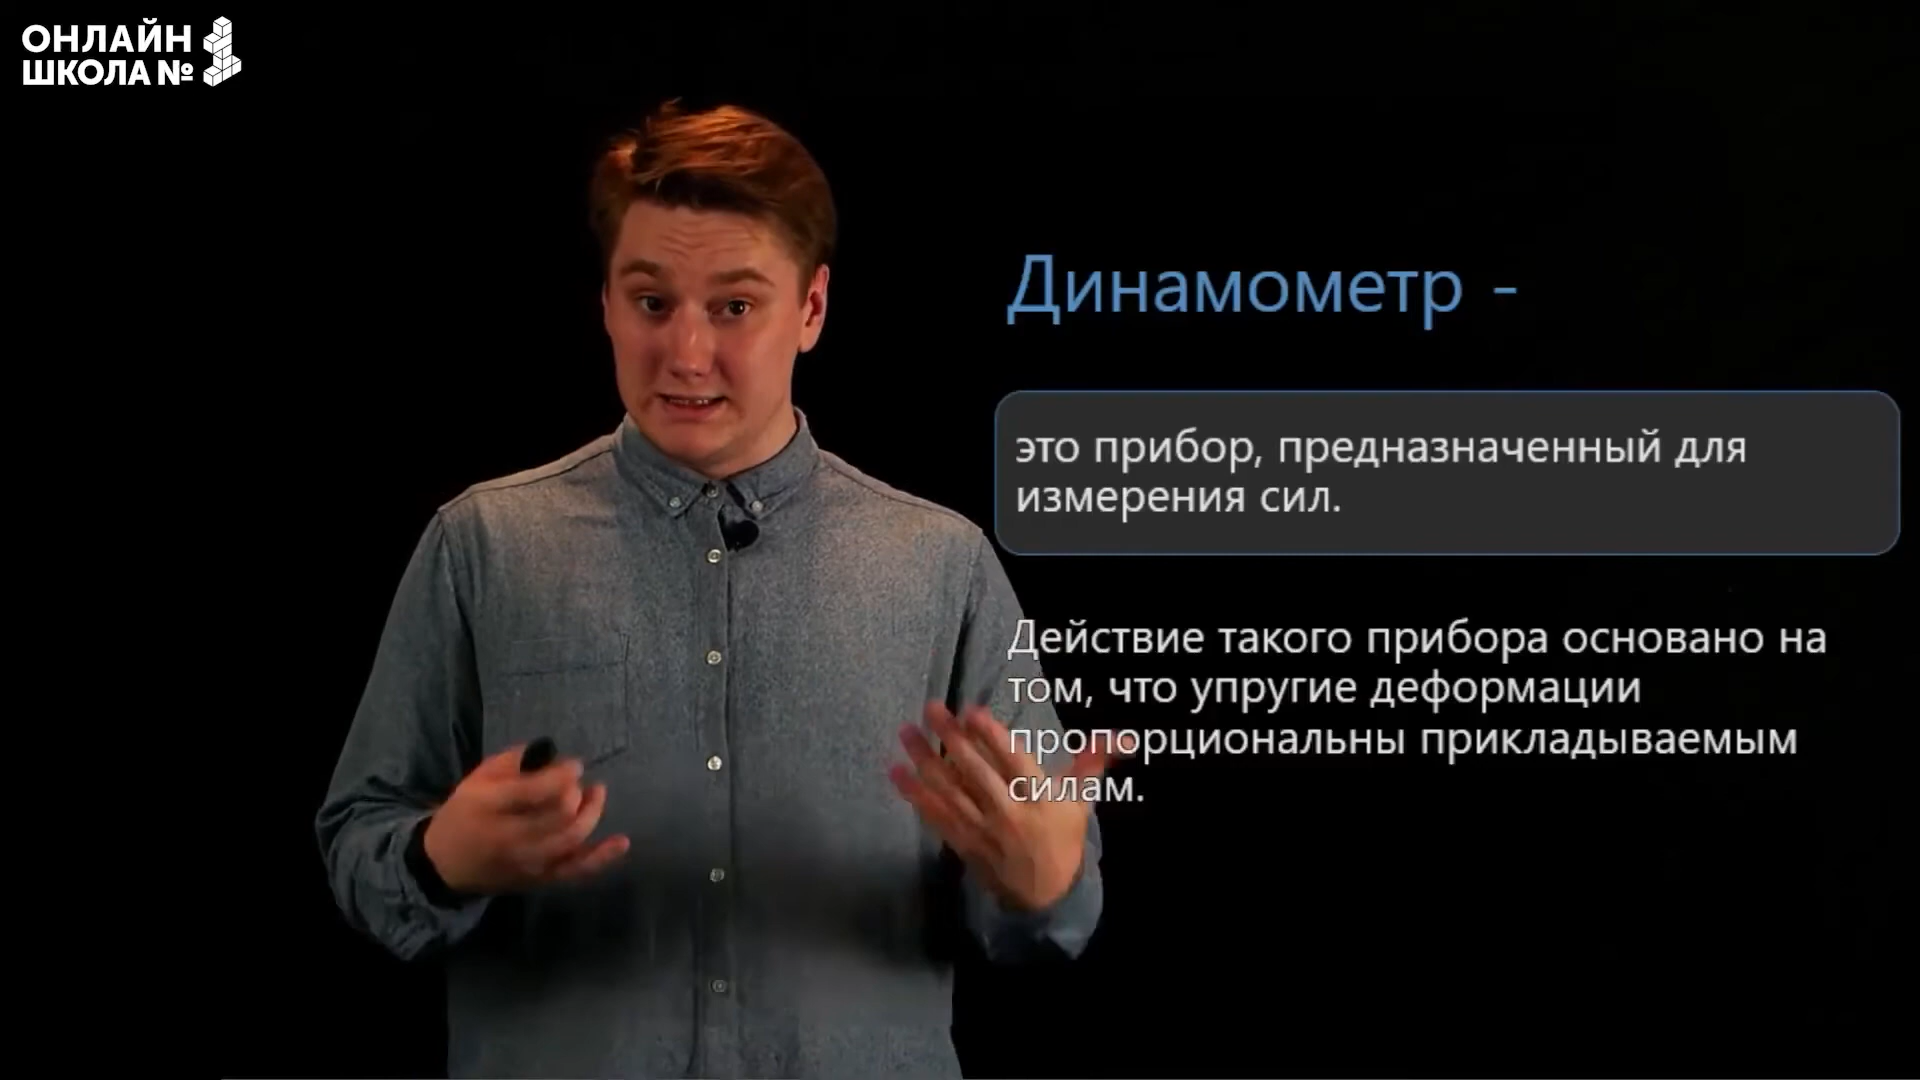 ОНЛАЙН
ШКОЛА №1
Динамометр -
это прибор, предназначенный для
измерения сил.
Действие такого прибора основано на
том, что упругие деформации
пропорциональны прикладываемым
силам.